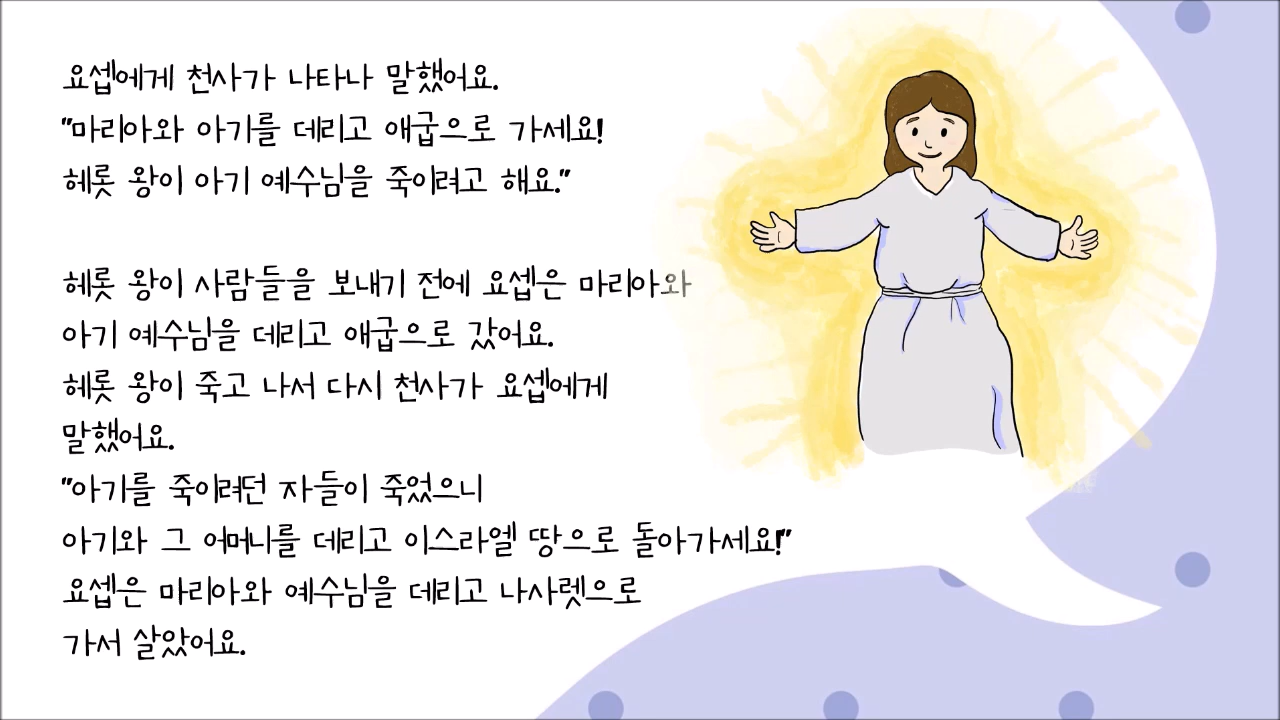 요셉에게 천사가 나타나 말했어요.
"마리아와 아기를 데리고 애굽으로 가세요!
헤롯 왕이 아기 예수님을 죽이려고 해요."
헤롯 왕이 사람들을 보내기 전에 요셉은 마리아와
아기 예수님을 데리고 애굽으로 갔어요.
헤롯 왕이 죽고 나서 다시 천사가 요셉에게
말했어요.
"아기를 죽이려던 자들이 죽었으니
아기와 그 어머니를 데리고 이스라엘 땅으로 돌아가세요!"
요셉은 마리아와 예수님을 데리고 나사렛으로
가서 살았어요.